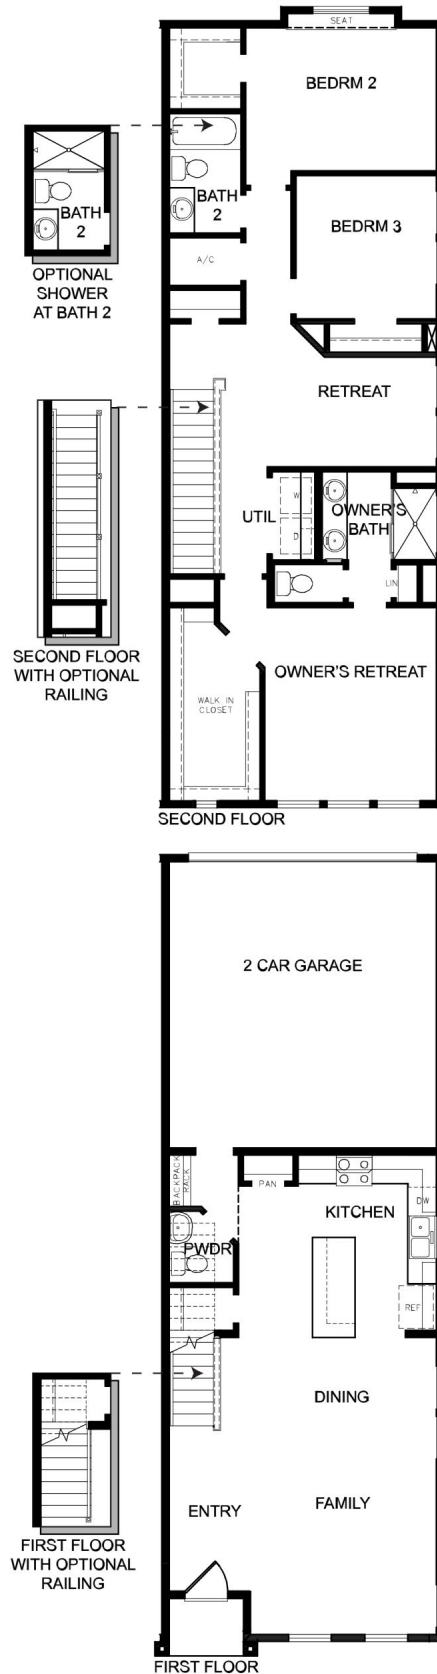 SEAT
BEDRM 2
BATH
2
BATH
2
BEDRM 3
A/C
OPTIONAL
SHOWER
AT BATH 2
RETREAT
W
UTIL
OWNER'S
BATH
D
LIN
SECOND FLOOR
WITH OPTIONAL
RAILING
OWNER'S RETREAT
WALK IN
CLOSET
SECOND FLOOR
2 CAR GARAGE
BACKPACK
RACK
PAN
DW
KITCHEN
PWDR
REF
DINING
ENTRY
FAMILY
FIRST FLOOR
WITH OPTIONAL
RAILING
FIRST FLOOR